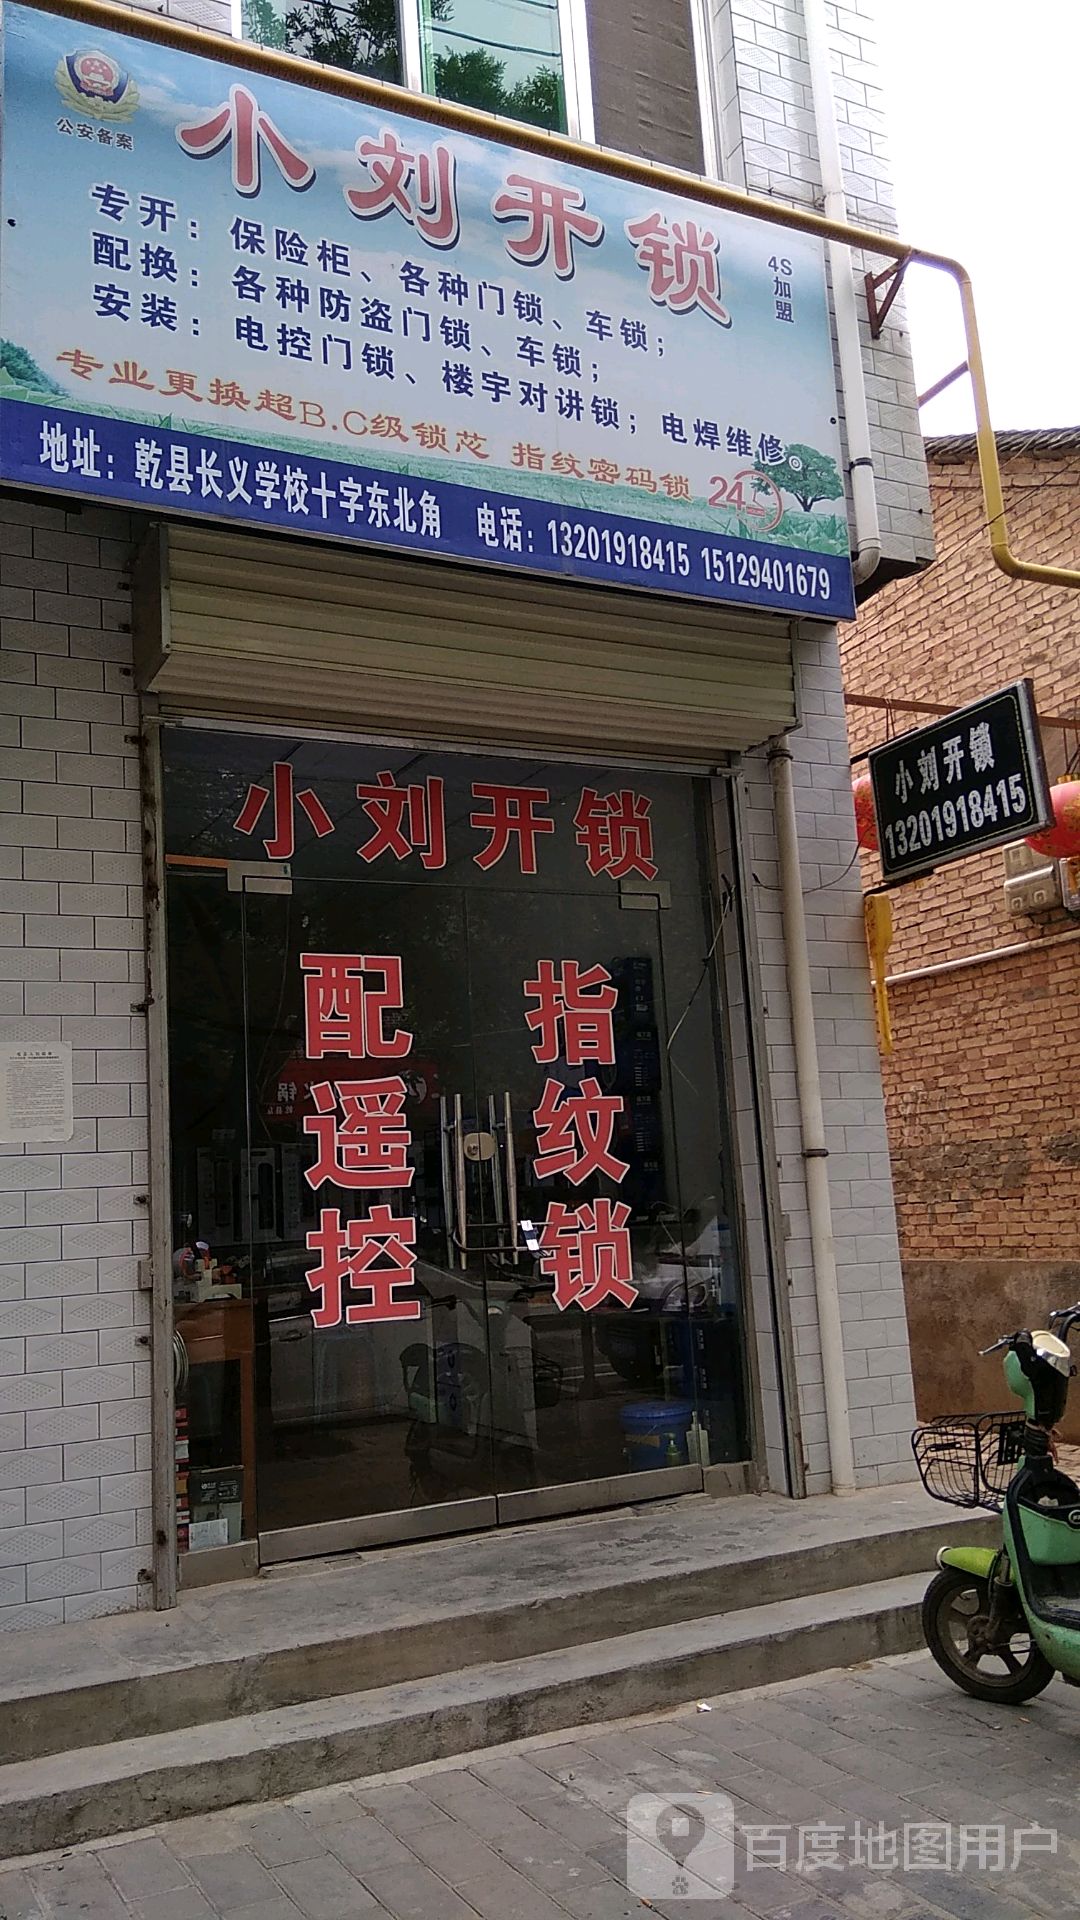 公安备案
小刘开锁
4S加盟
专开：保险柜、各种门锁、车锁；
配换：各种防盗门锁、车锁；
安装：电控门锁、楼宇对讲锁；电焊维修。
专业更换超B.C级锁芯 指纹密码锁 24
地址：乾县长义学校十字东北角 电话：13201918415 15129401679
小刘开锁
13201918415
小刘开锁
配遥控
指纹锁
百度地图用户